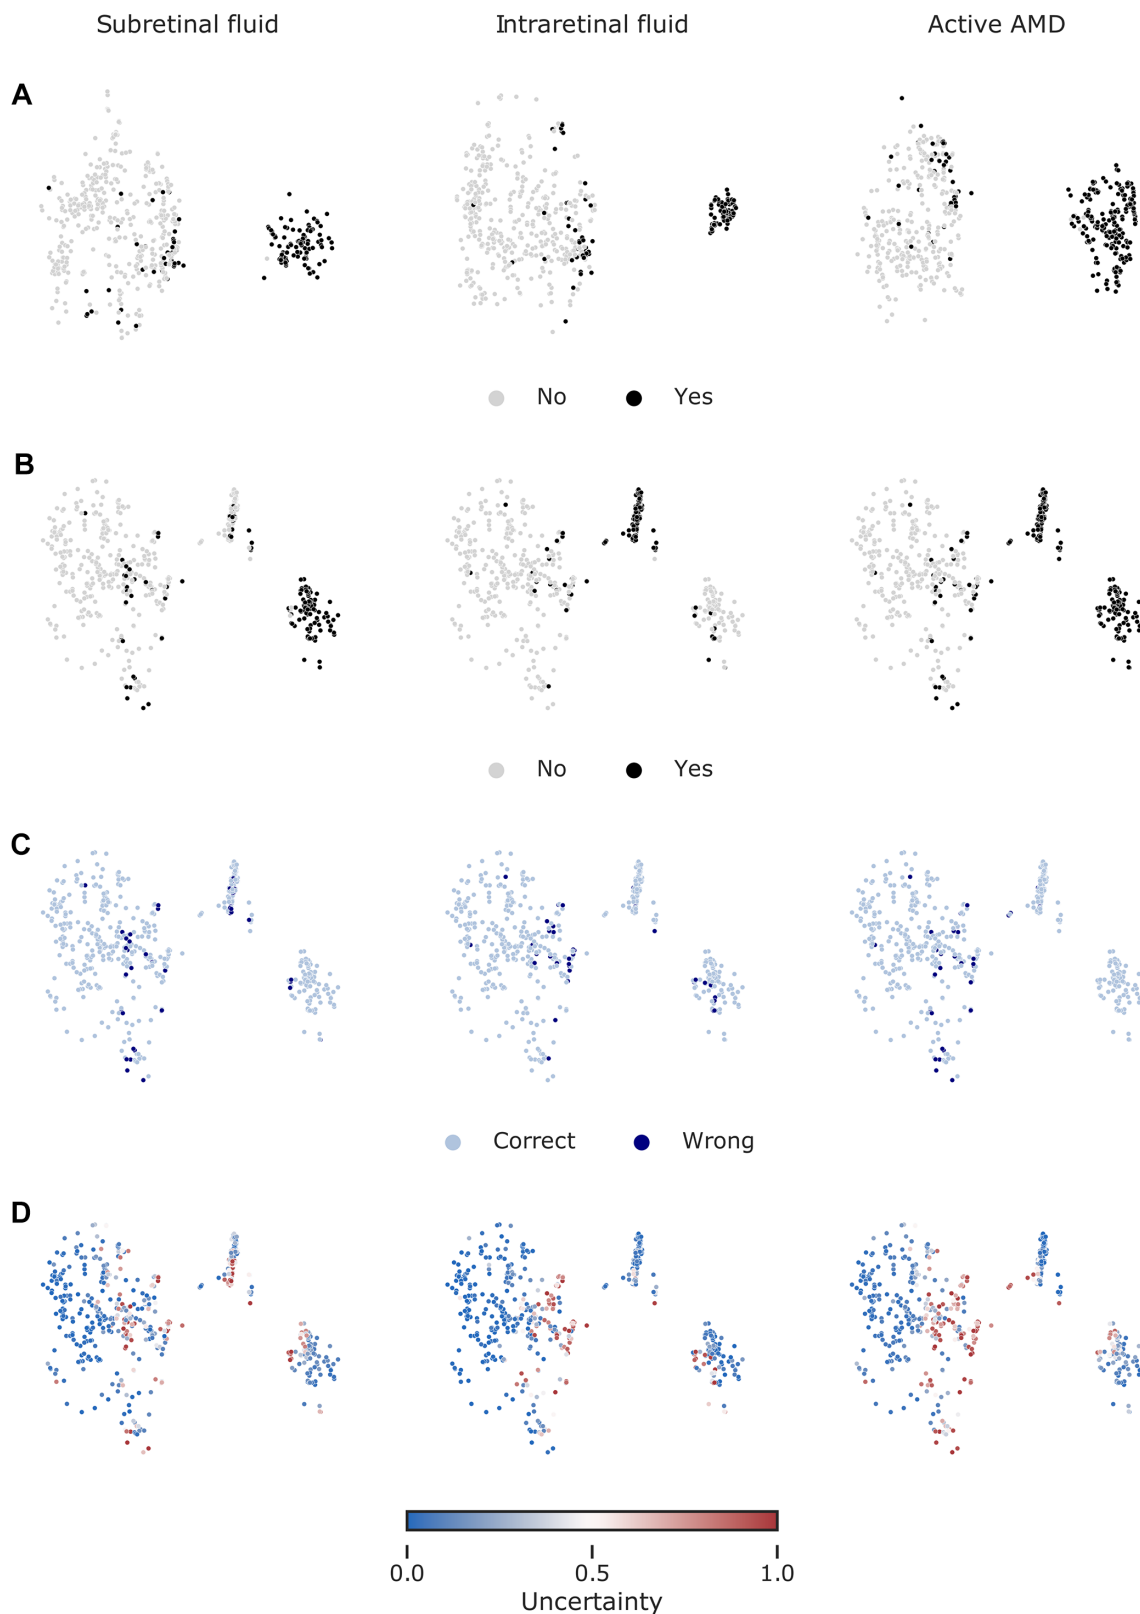 Subretinal fluid Intraretinal fluid Active AMD
A
No Yes
B
No Yes
C
Correct Wrong
D
0.0 0.5 1.0
Uncertainty